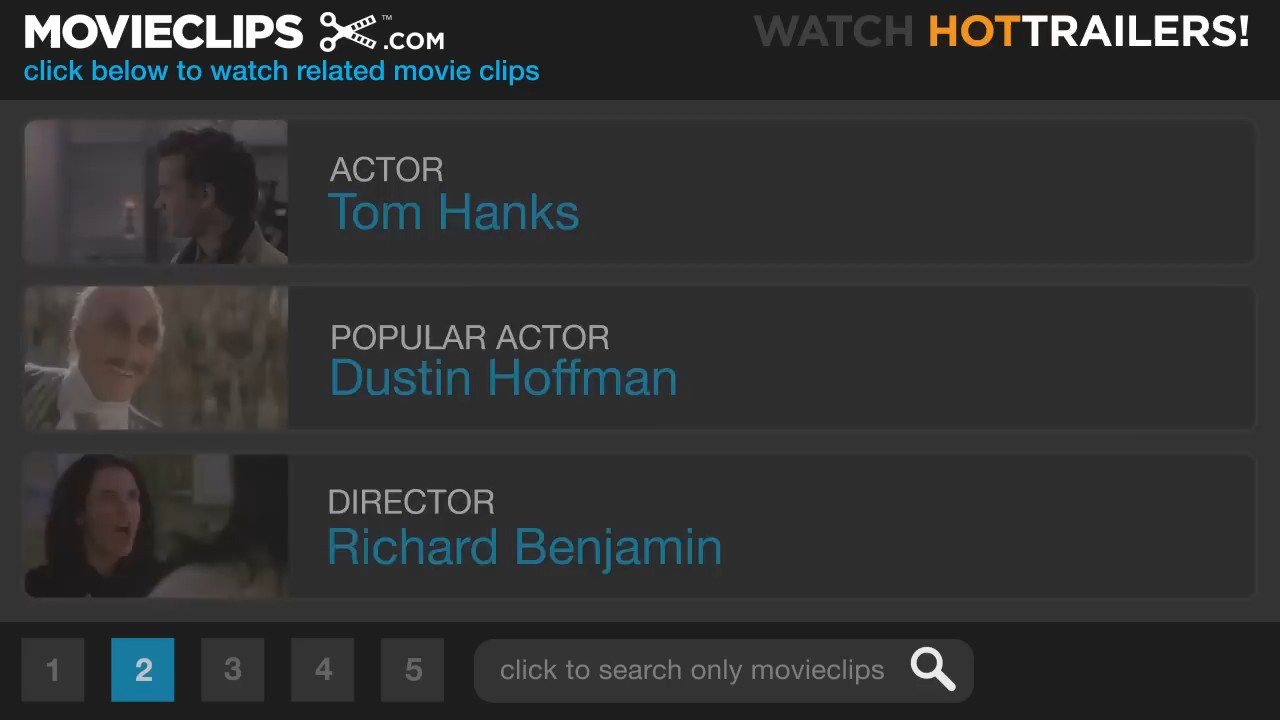 MOVIECLIPS™.COM
WATCH HOTTRAILERS!
click below to watch related movie clips
ACTOR
Tom Hanks
POPULAR ACTOR
Dustin Hoffman
DIRECTOR
Richard Benjamin
1 2 3 4 5 click to search only movieclips